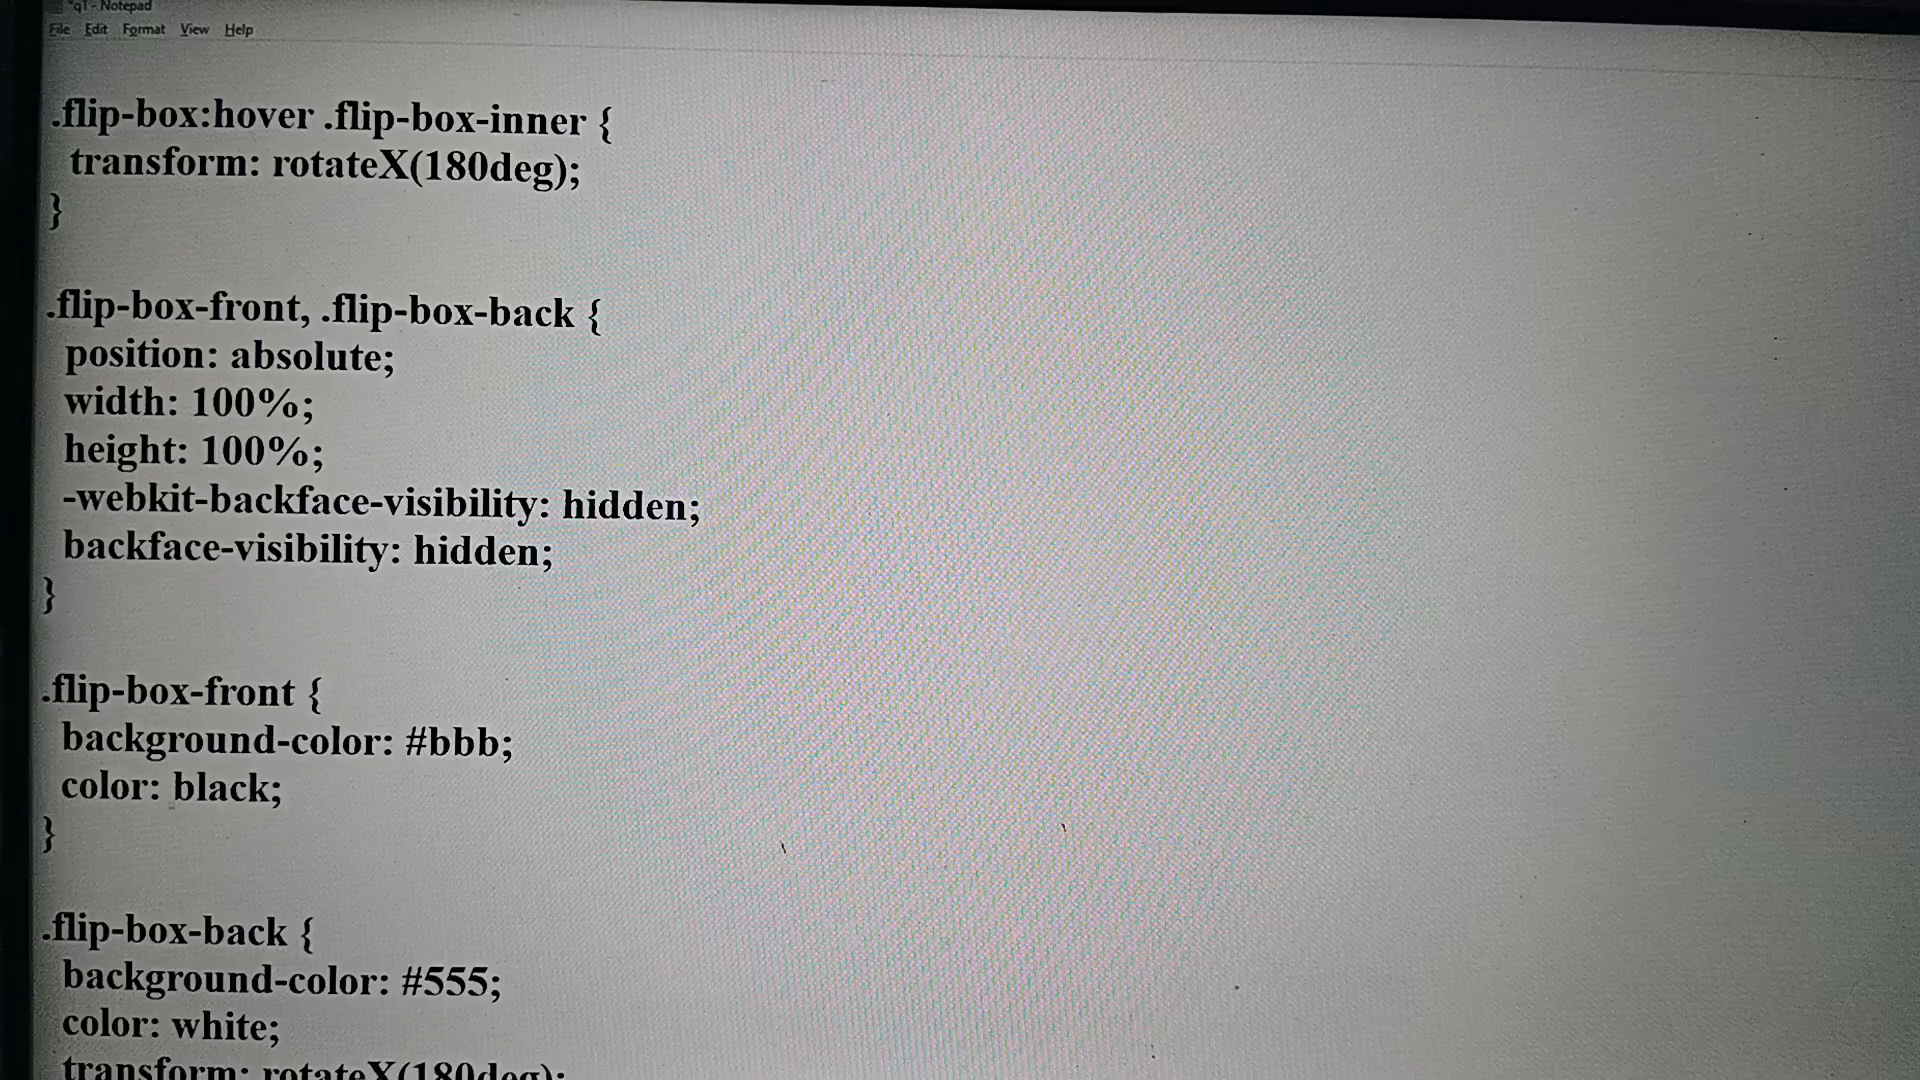 *q1 - Notepad
File Edit Format View Help
.flip-box:hover .flip-box-inner {
transform: rotateX(180deg);
}
.flip-box-front, .flip-box-back {
position: absolute;
width: 100%;
height: 100%;
-webkit-backface-visibility: hidden;
backface-visibility: hidden;
}
.flip-box-front {
background-color: #bbb;
color: black;
}
.flip-box-back {
background-color: #555;
color: white;
transform: rotateX(180deg);